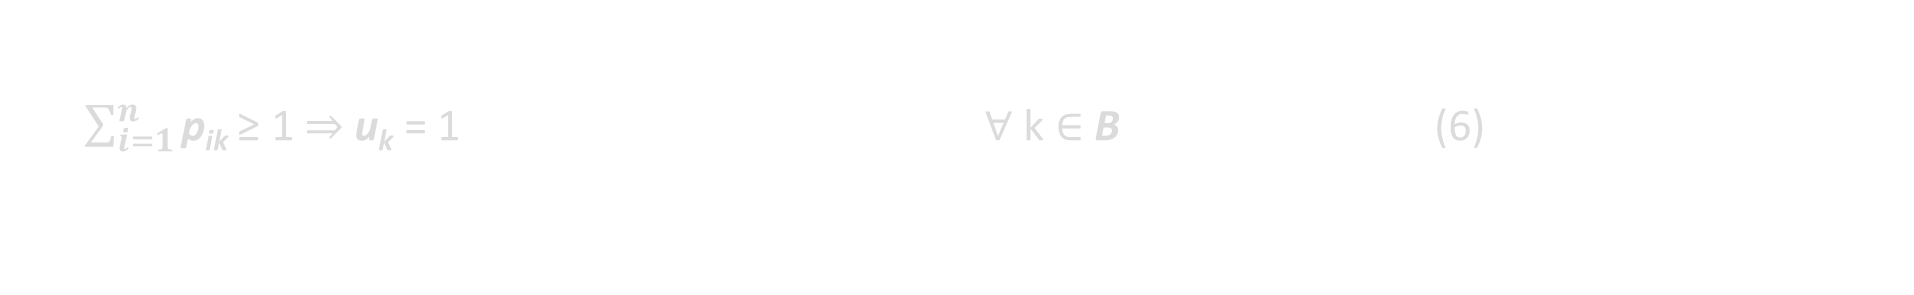 ∑ⁿᵢ₌₁ pᵢₖ ≥ 1 ⇒ uₖ = 1 ∀ k ∈ B (6)